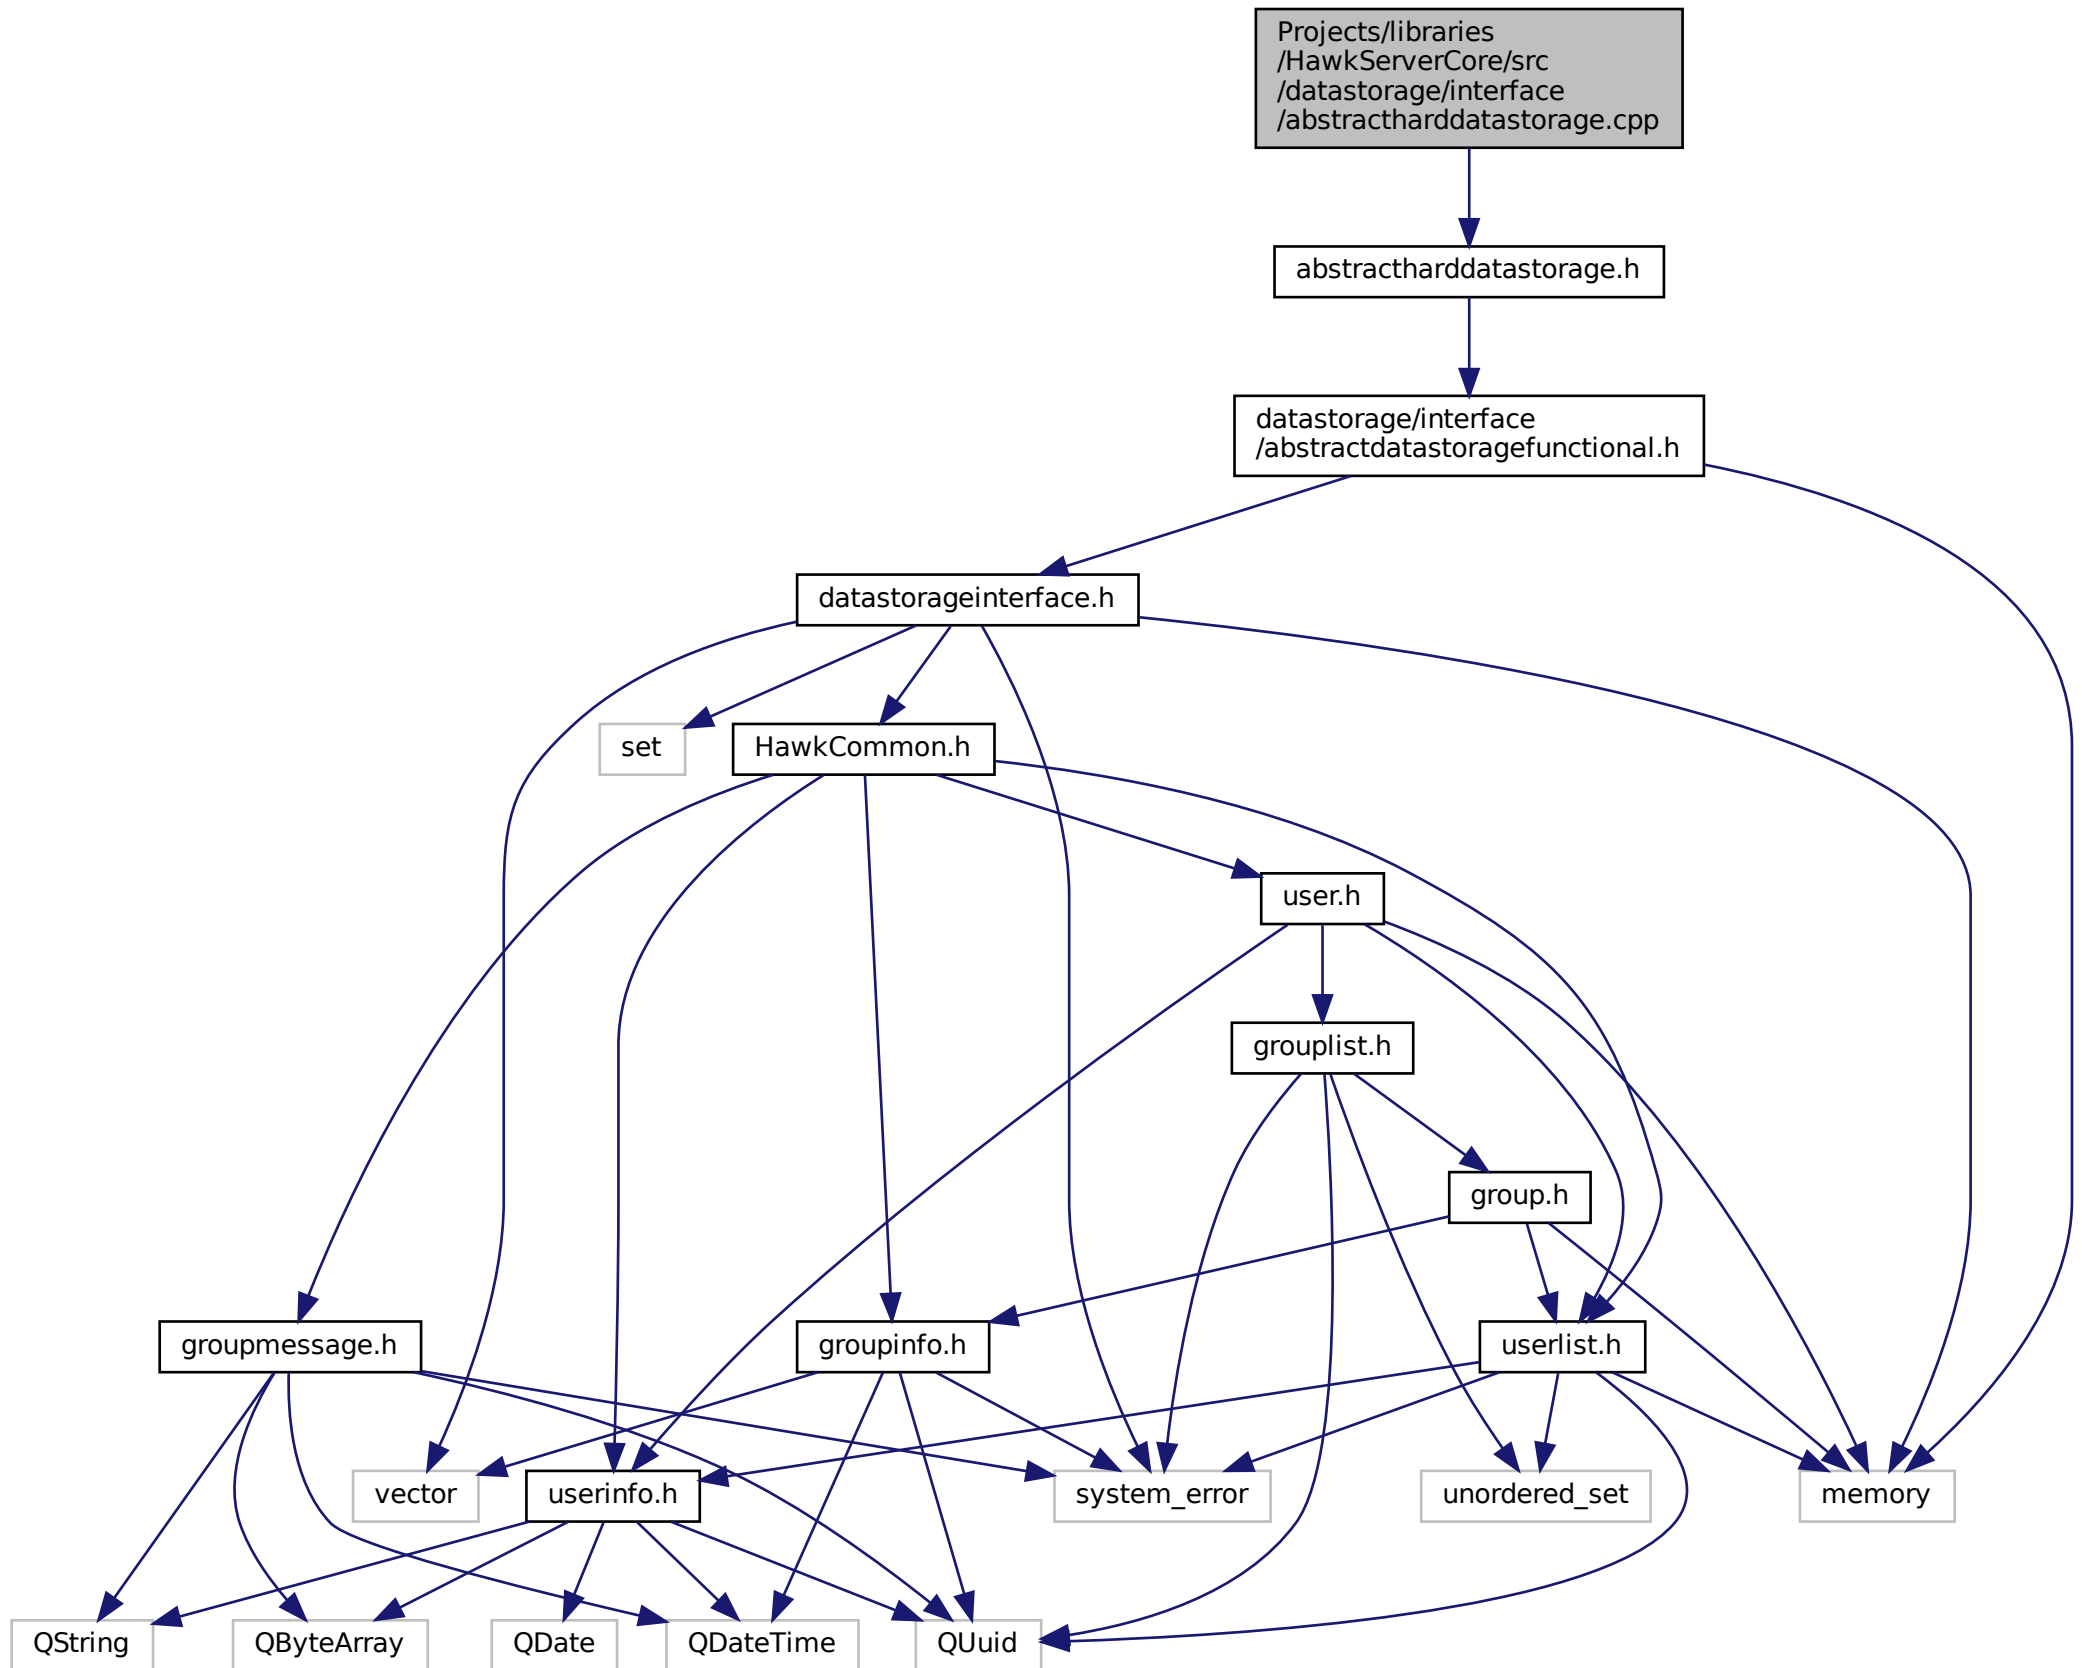 Projects/libraries
/HawkServerCore/src
/datastorage/interface
/abstractharddatastorage.cpp
abstractharddatastorage.h
datastorage/interface
/abstractdatastoragefunctional.h
datastorageinterface.h
set
HawkCommon.h
user.h
grouplist.h
group.h
groupmessage.h
groupinfo.h
userlist.h
vector
userinfo.h
system_error
unordered_set
memory
QString
QByteArray
QDate
QDateTime
QUuid